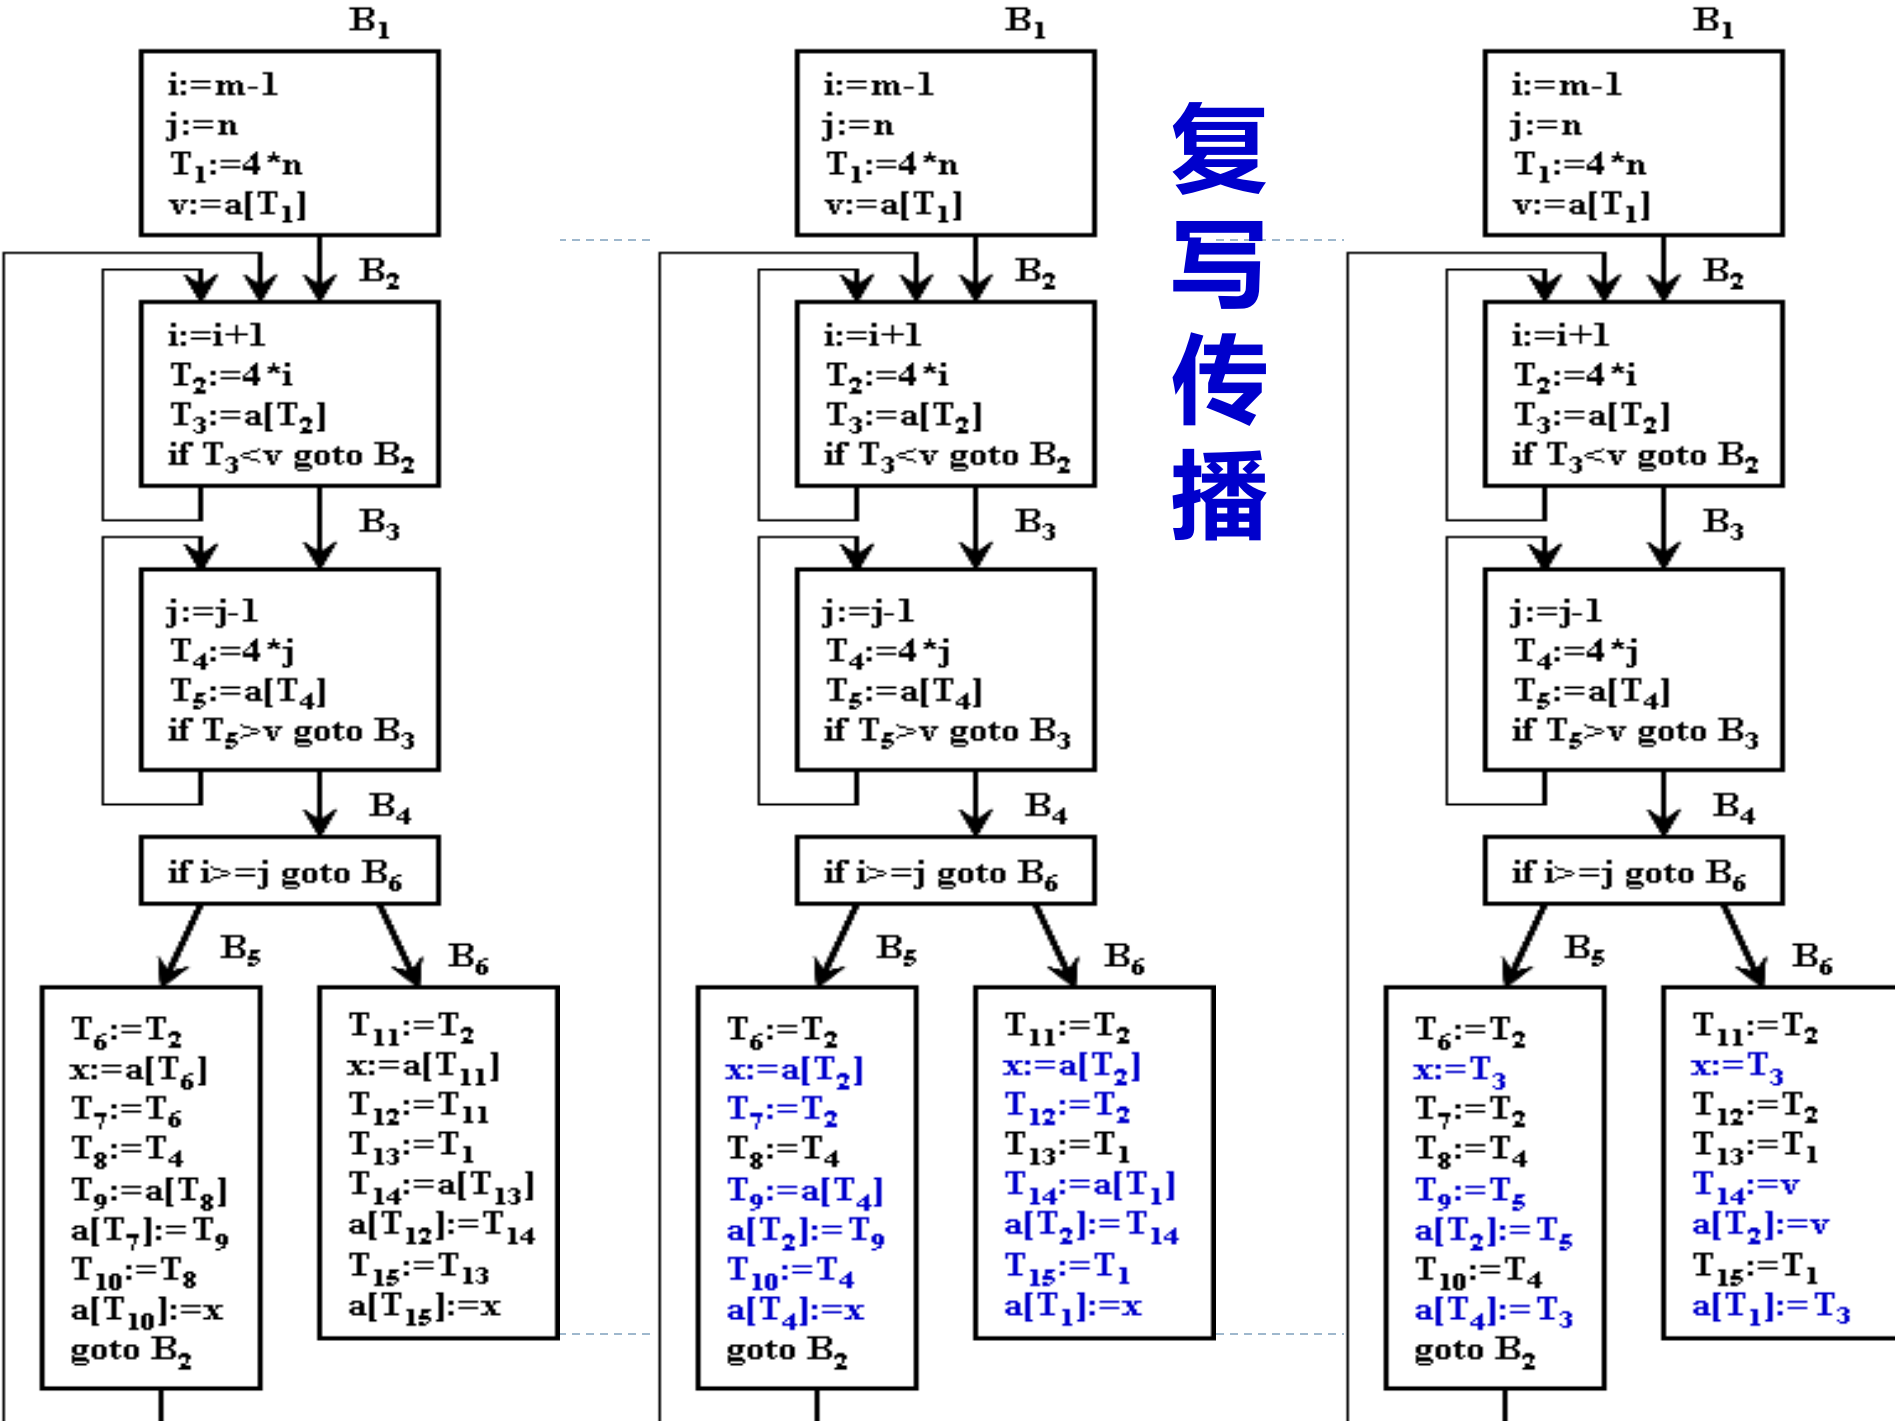 B₁
i:=m-1
j:=n
T₁:=4*n
v:=a[T₁]
B₂
i:=i+1
T₂:=4*i
T₃:=a[T₂]
if T₃<v goto B₂
B₃
j:=j-1
T₄:=4*j
T₅:=a[T₄]
if T₅>v goto B₃
B₄
if i>=j goto B₆
B₅
T₆:=T₂
x:=a[T₆]
T₇:=T₆
T₈:=T₄
T₉:=a[T₈]
a[T₇]:=T₉
T₁₀:=T₈
a[T₁₀]:=x
goto B₂
B₆
T₁₁:=T₂
x:=a[T₁₁]
T₁₂:=T₁₁
T₁₃:=T₁
T₁₄:=a[T₁₃]
a[T₁₂]:=T₁₄
T₁₅:=T₁₃
a[T₁₅]:=x
B₁
i:=m-1
j:=n
T₁:=4*n
v:=a[T₁]
B₂
i:=i+1
T₂:=4*i
T₃:=a[T₂]
if T₃<v goto B₂
B₃
j:=j-1
T₄:=4*j
T₅:=a[T₄]
if T₅>v goto B₃
B₄
if i>=j goto B₆
B₅
T₆:=T₂
x:=a[T₂]
T₇:=T₂
T₈:=T₄
T₉:=a[T₄]
a[T₂]:=T₉
T₁₀:=T₄
a[T₄]:=x
goto B₂
B₆
T₁₁:=T₂
x:=a[T₂]
T₁₂:=T₂
T₁₃:=T₁
T₁₄:=a[T₁]
a[T₂]:=T₁₄
T₁₅:=T₁
a[T₁]:=x
复写传播
B₁
i:=m-1
j:=n
T₁:=4*n
v:=a[T₁]
B₂
i:=i+1
T₂:=4*i
T₃:=a[T₂]
if T₃<v goto B₂
B₃
j:=j-1
T₄:=4*j
T₅:=a[T₄]
if T₅>v goto B₃
B₄
if i>=j goto B₆
B₅
T₆:=T₂
x:=T₃
T₇:=T₂
T₈:=T₄
T₉:=T₅
a[T₂]:=T₅
T₁₀:=T₄
a[T₄]:=T₃
goto B₂
B₆
T₁₁:=T₂
x:=T₃
T₁₂:=T₂
T₁₃:=T₁
T₁₄:=v
a[T₂]:=v
T₁₅:=T₁
a[T₁]:=T₃